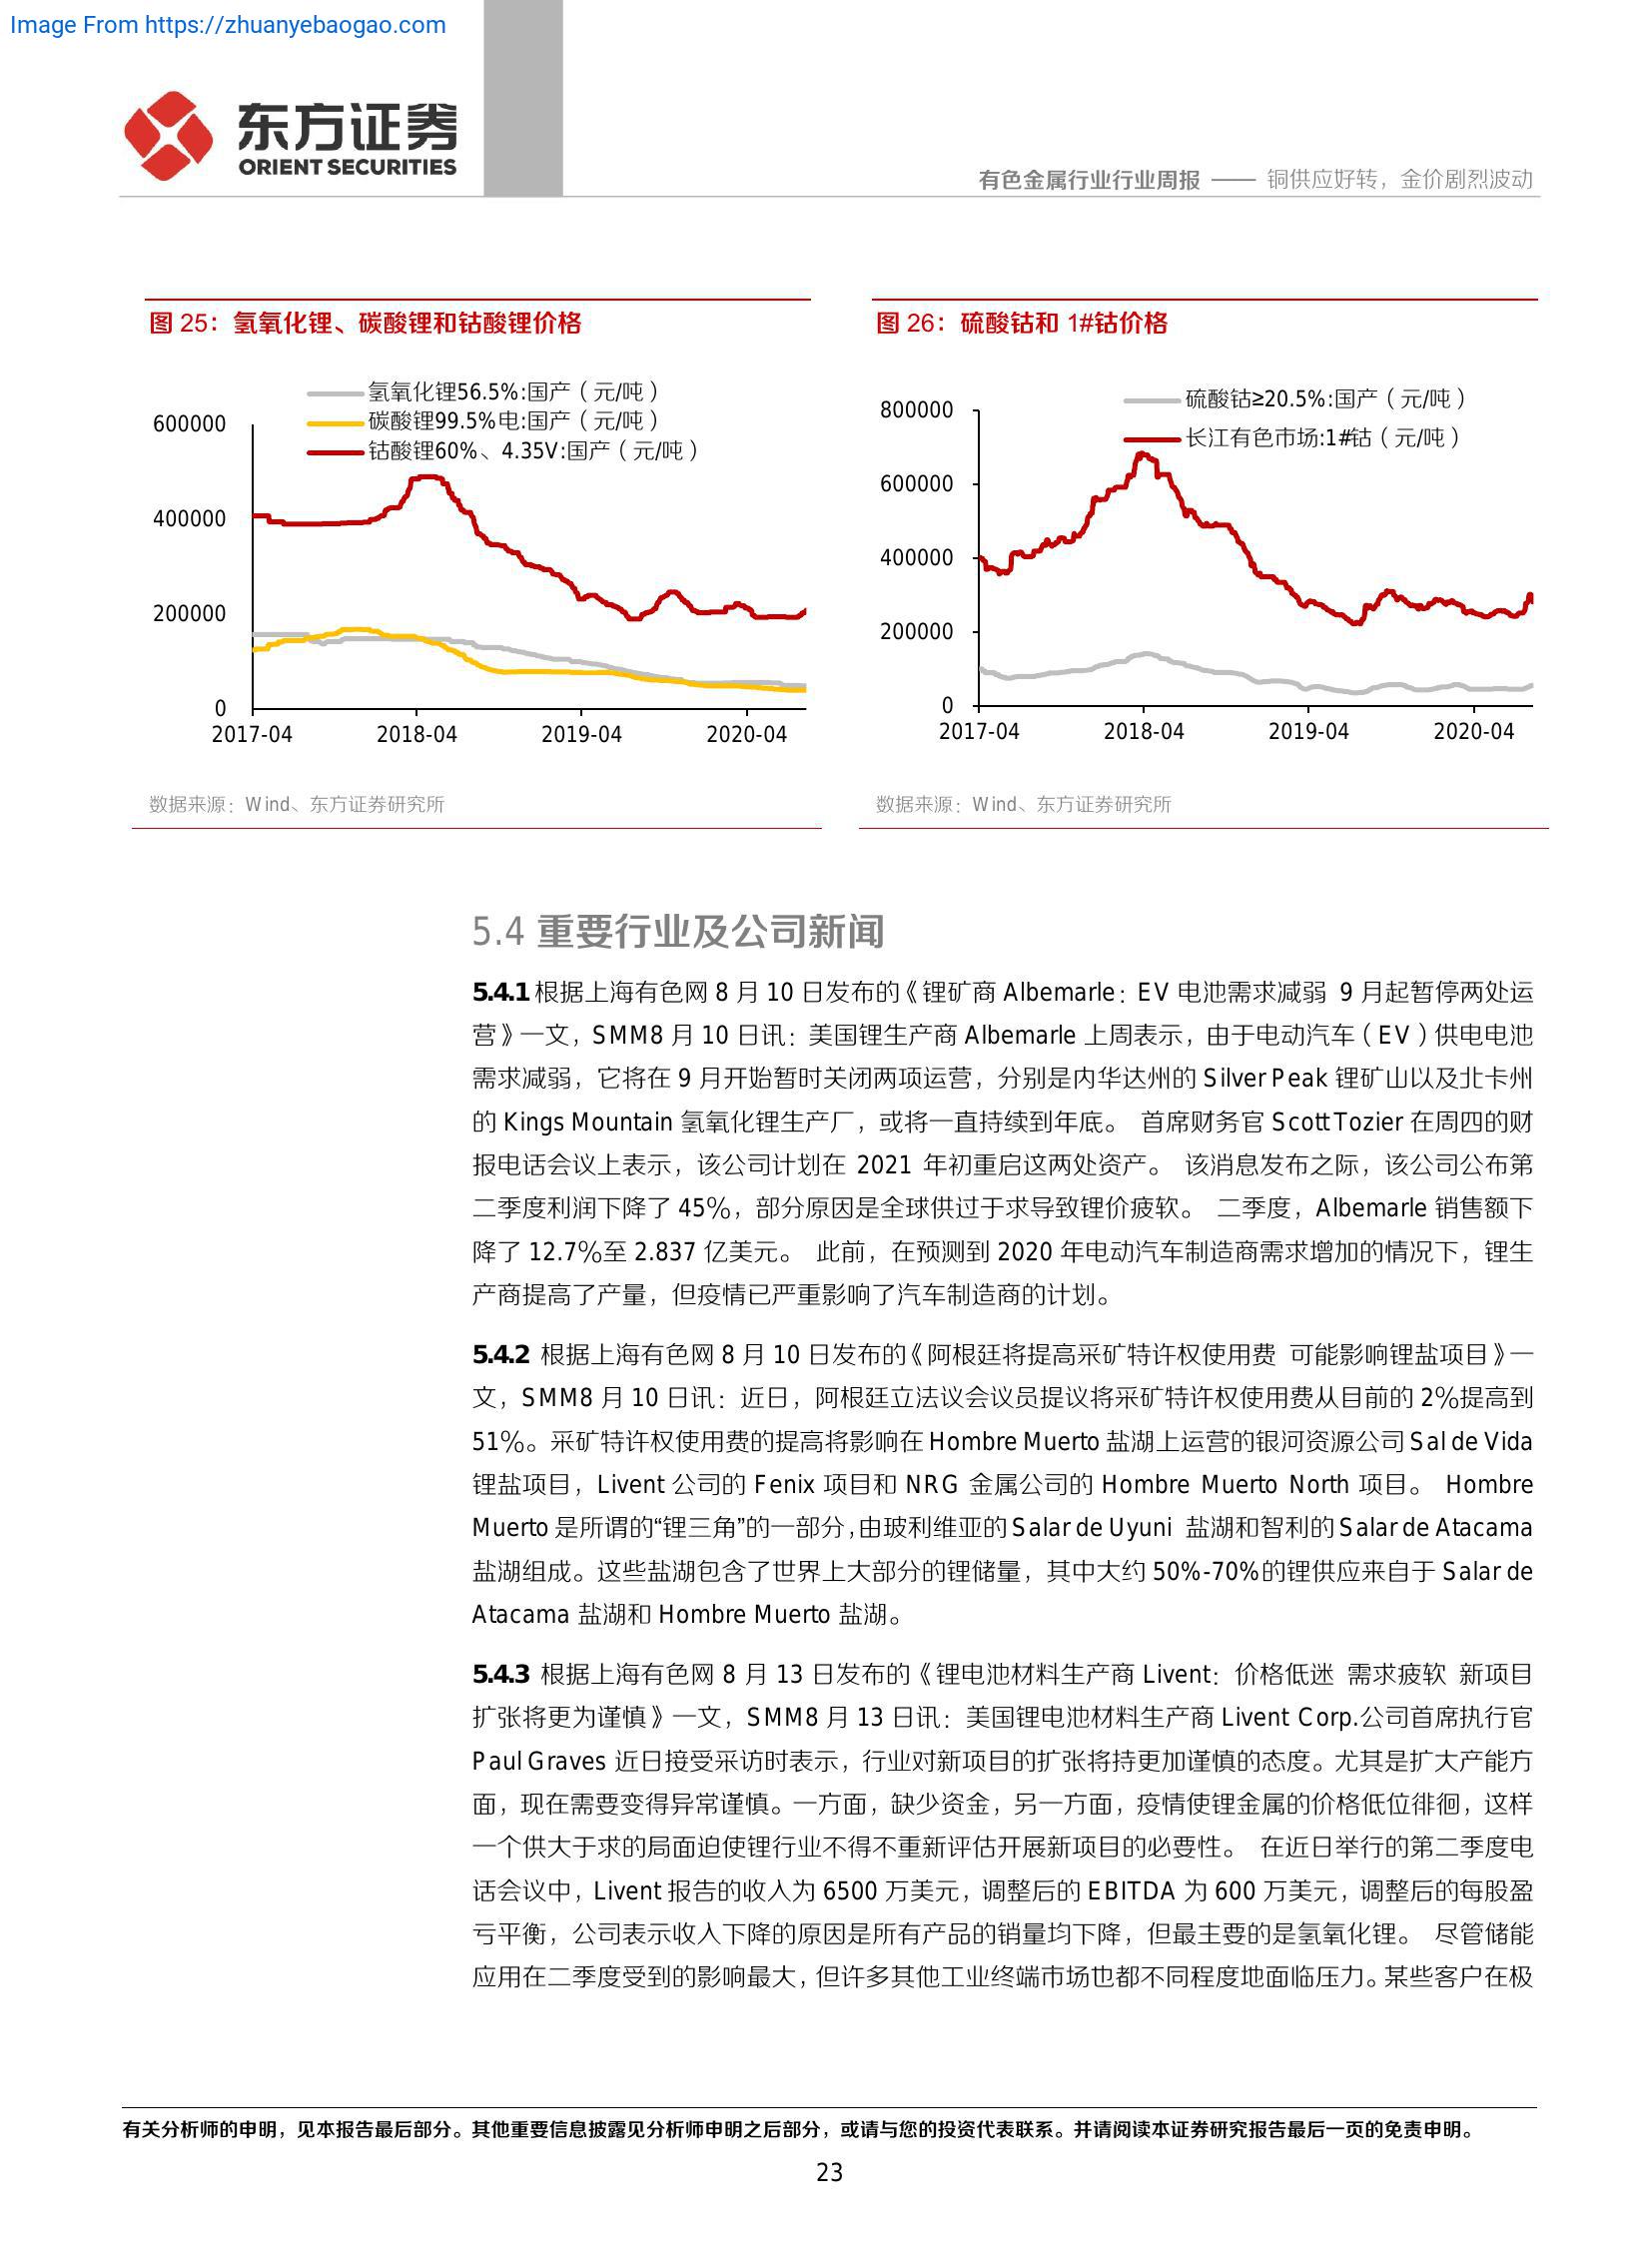 Image From https://zhuanyebaogao.com
东方证券
ORIENT SECURITIES
有色金属行业行业周报 —— 铜供应好转，金价剧烈波动
图 25：氢氧化锂、碳酸锂和钴酸锂价格
氢氧化锂56.5%:国产（元/吨）
碳酸锂99.5%电:国产（元/吨）
钴酸锂60%、4.35V:国产（元/吨）
600000
400000
200000
0
2017-04 2018-04 2019-04 2020-04
数据来源：Wind、东方证券研究所
图 26：硫酸钴和 1#钴价格
硫酸钴≥20.5%:国产（元/吨）
长江有色市场:1#钴（元/吨）
800000
600000
400000
200000
0
2017-04 2018-04 2019-04 2020-04
数据来源：Wind、东方证券研究所
5.4 重要行业及公司新闻
5.4.1 根据上海有色网 8 月 10 日发布的《锂矿商 Albemarle：EV 电池需求减弱 9 月起暂停两处运
营》一文，SMM8 月 10 日讯：美国锂生产商 Albemarle 上周表示，由于电动汽车（EV）供电电池
需求减弱，它将在 9 月开始暂时关闭两项运营，分别是内华达州的 Silver Peak 锂矿山以及北卡州
的 Kings Mountain 氢氧化锂生产厂，或将一直持续到年底。 首席财务官 Scott Tozier 在周四的财
报电话会议上表示，该公司计划在 2021 年初重启这两处资产。 该消息发布之际，该公司公布第
二季度利润下降了 45%，部分原因是全球供过于求导致锂价疲软。 二季度，Albemarle 销售额下
降了 12.7%至 2.837 亿美元。 此前，在预测到 2020 年电动汽车制造商需求增加的情况下，锂生
产商提高了产量，但疫情已严重影响了汽车制造商的计划。
5.4.2 根据上海有色网 8 月 10 日发布的《阿根廷将提高采矿特许权使用费 可能影响锂盐项目》一
文，SMM8 月 10 日讯：近日，阿根廷立法议会议员提议将采矿特许权使用费从目前的 2%提高到
51%。采矿特许权使用费的提高将影响在 Hombre Muerto 盐湖上运营的银河资源公司 Sal de Vida
锂盐项目，Livent 公司的 Fenix 项目和 NRG 金属公司的 Hombre Muerto North 项目。 Hombre
Muerto 是所谓的“锂三角”的一部分，由玻利维亚的 Salar de Uyuni 盐湖和智利的 Salar de Atacama
盐湖组成。这些盐湖包含了世界上大部分的锂储量，其中大约 50%-70%的锂供应来自于 Salar de
Atacama 盐湖和 Hombre Muerto 盐湖。
5.4.3 根据上海有色网 8 月 13 日发布的《锂电池材料生产商 Livent：价格低迷 需求疲软 新项目
扩张将更为谨慎》一文，SMM8 月 13 日讯：美国锂电池材料生产商 Livent Corp.公司首席执行官
Paul Graves 近日接受采访时表示，行业对新项目的扩张将持更加谨慎的态度。尤其是扩大产能方
面，现在需要变得异常谨慎。一方面，缺少资金，另一方面，疫情使锂金属的价格低位徘徊，这样
一个供大于求的局面迫使锂行业不得不重新评估开展新项目的必要性。 在近日举行的第二季度电
话会议中，Livent 报告的收入为 6500 万美元，调整后的 EBITDA 为 600 万美元，调整后的每股盈
亏平衡，公司表示收入下降的原因是所有产品的销量均下降，但最主要的是氢氧化锂。 尽管储能
应用在二季度受到的影响最大，但许多其他工业终端市场也都不同程度地面临压力。某些客户在极
有关分析师的申明，见本报告最后部分。其他重要信息披露见分析师申明之后部分，或请与您的投资代表联系。并请阅读本证券研究报告最后一页的免责申明。
23